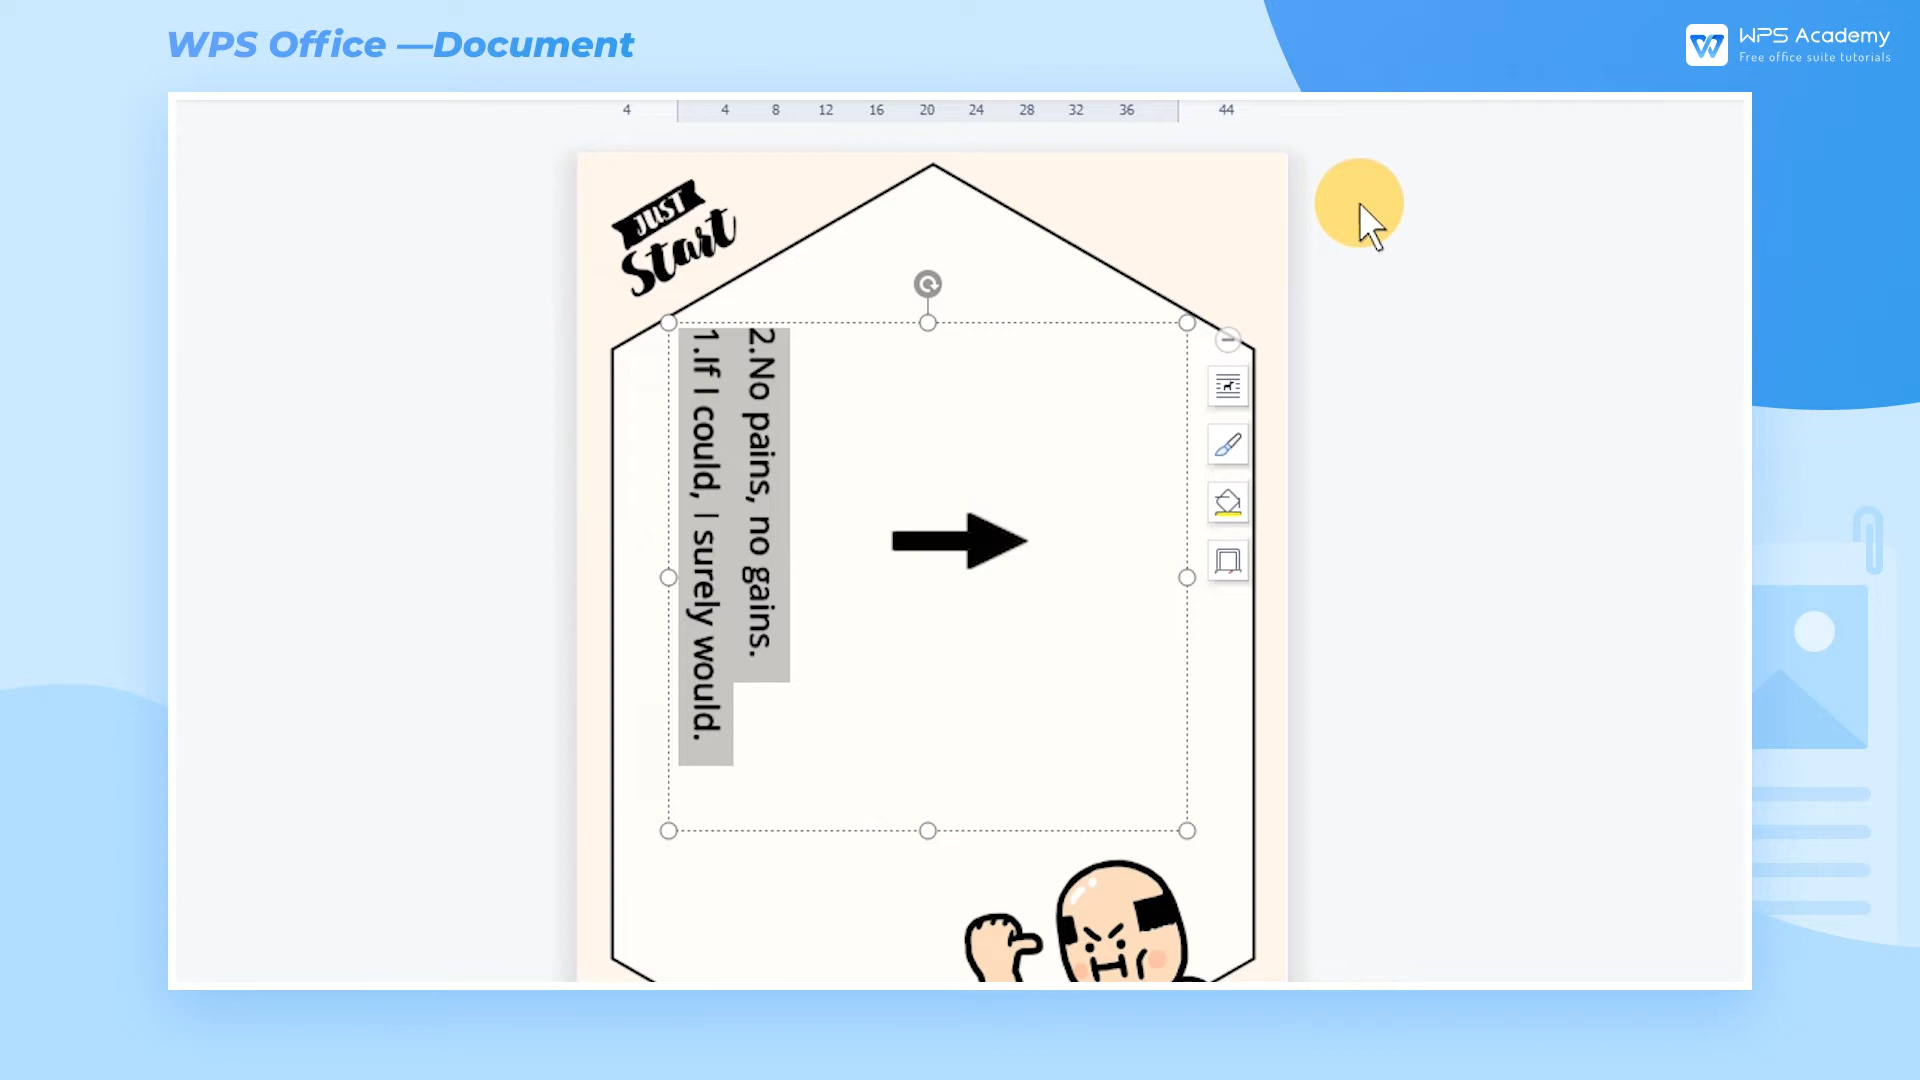 WPS Office —Document
WPS Academy
Free office suite tutorials
4 4 8 12 16 20 24 28 32 36 44
JUST
Start
1.If I could, I surely would.
2.No pains, no gains.